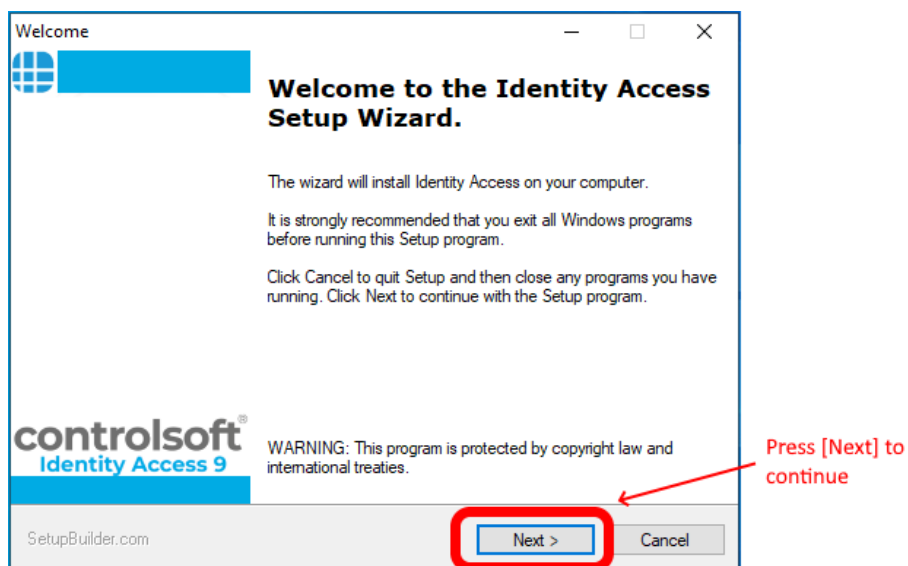 Welcome
Welcome to the Identity Access
Setup Wizard.
The wizard will install Identity Access on your computer.
It is strongly recommended that you exit all Windows programs
before running this Setup program.
Click Cancel to quit Setup and then close any programs you have
running. Click Next to continue with the Setup program.
controlsoft®
Identity Access 9
WARNING: This program is protected by copyright law and
international treaties.
Press [Next] to
continue
SetupBuilder.com
Next >
Cancel